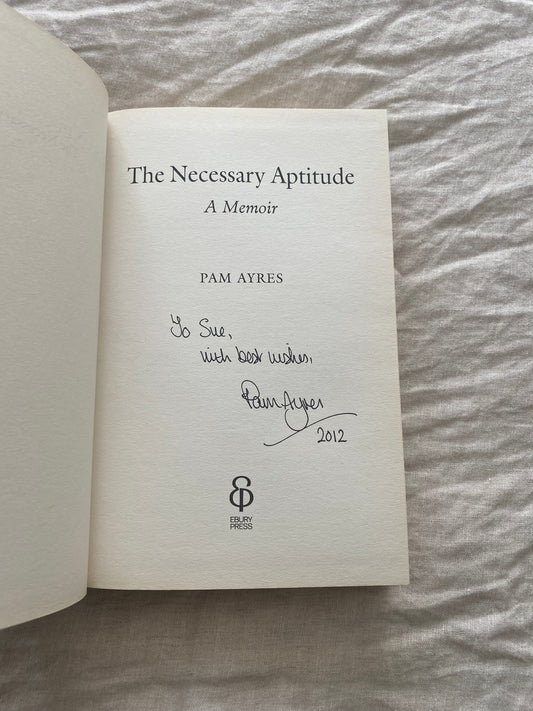 The Necessary Aptitude
A Memoir
PAM AYRES
To Sue,
with best wishes,
Pam Ayres
2012
EBURY
PRESS